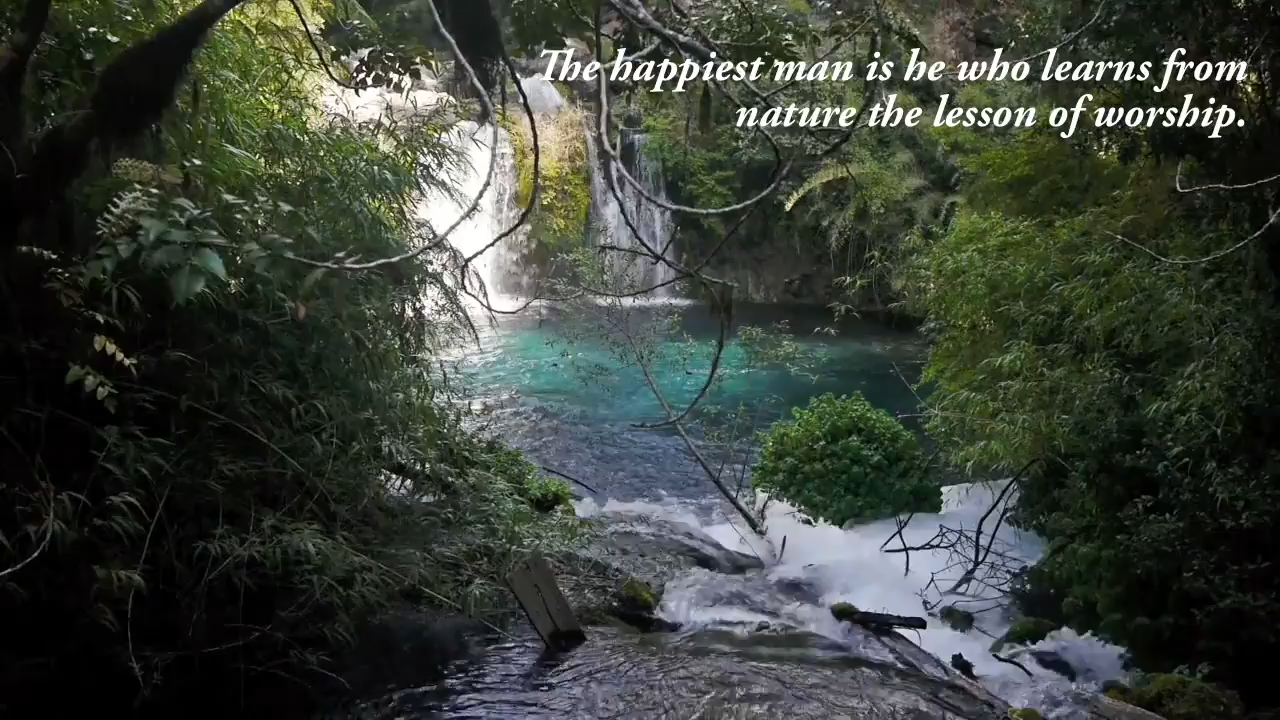 The happiest man is he who learns from
nature the lesson of worship.